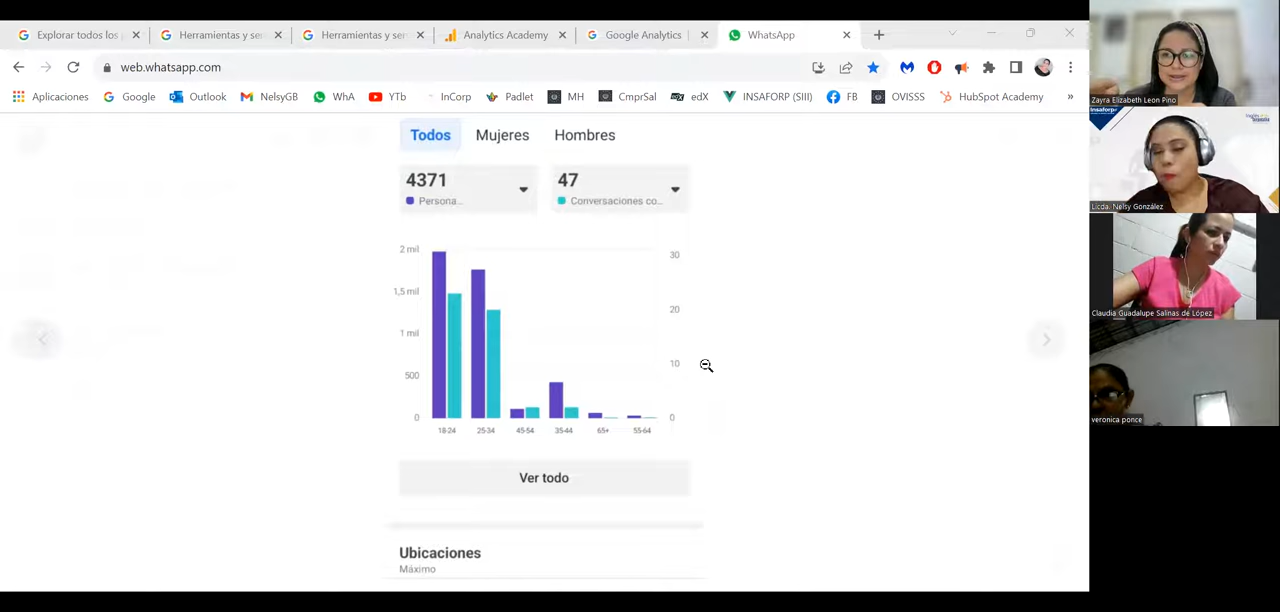 Explorar todos los
Herramientas y ser
Herramientas y ser
Analytics Academy
Google Analytics
WhatsApp
web.whatsapp.com
Aplicaciones
Google
Outlook
NelsyGB
WhA
YTb
InCorp
Padlet
MH
CmprSal
edX
INSAFORP (SIII)
FB
OVISSS
HubSpot Academy
»
Todos
Mujeres
Hombres
4371
Persona...
47
Conversaciones co...
2 mil
1,5 mil
1 mil
500
0
30
20
10
0
18-24
25-34
45-54
35-44
65+
55-64
Ver todo
Ubicaciones
Máximo
Zayra Elizabeth Leon Pino
Insaforp
Licda. Nelsy González
Claudia Guadalupe Salinas de López
veronica ponce